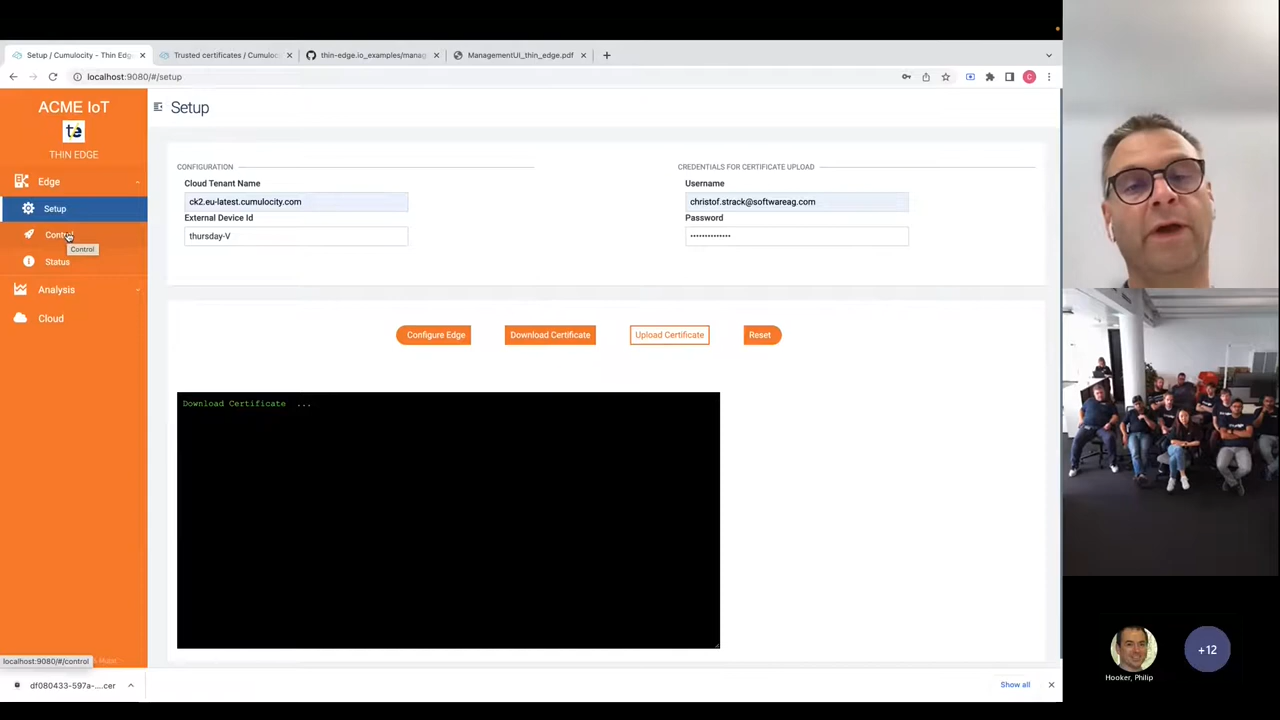 Setup / Cumulocity - Thin Edg
Trusted certificates / Cumuloc
thin-edge.io_examples/manag
ManagementUI_thin_edge.pdf
localhost:9080/#/setup
C
ACME IoT
te
THIN EDGE
Edge
Setup
Control
Control
Status
Analysis
Cloud
localhost:9080/#/control
Setup
CONFIGURATION
Cloud Tenant Name
ck2.eu-latest.cumulocity.com
External Device Id
thursday-V
CREDENTIALS FOR CERTIFICATE UPLOAD
Username
christof.strack@softwareag.com
Password
••••••••••••••
Configure Edge
Download Certificate
Upload Certificate
Reset
Download Certificate ...
df080433-597a-....cer
Show all
Hooker, Philip
+12